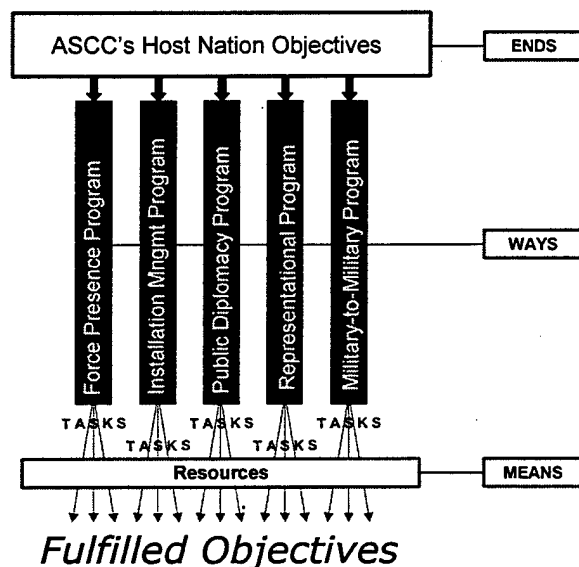 ASCC's Host Nation Objectives
ENDS
Force Presence Program
Installation Mngmt Program
Public Diplomacy Program
Representational Program
Military-to-Military Program
WAYS
TASKS
TASKS
TASKS
TASKS
TASKS
Resources
MEANS
Fulfilled Objectives